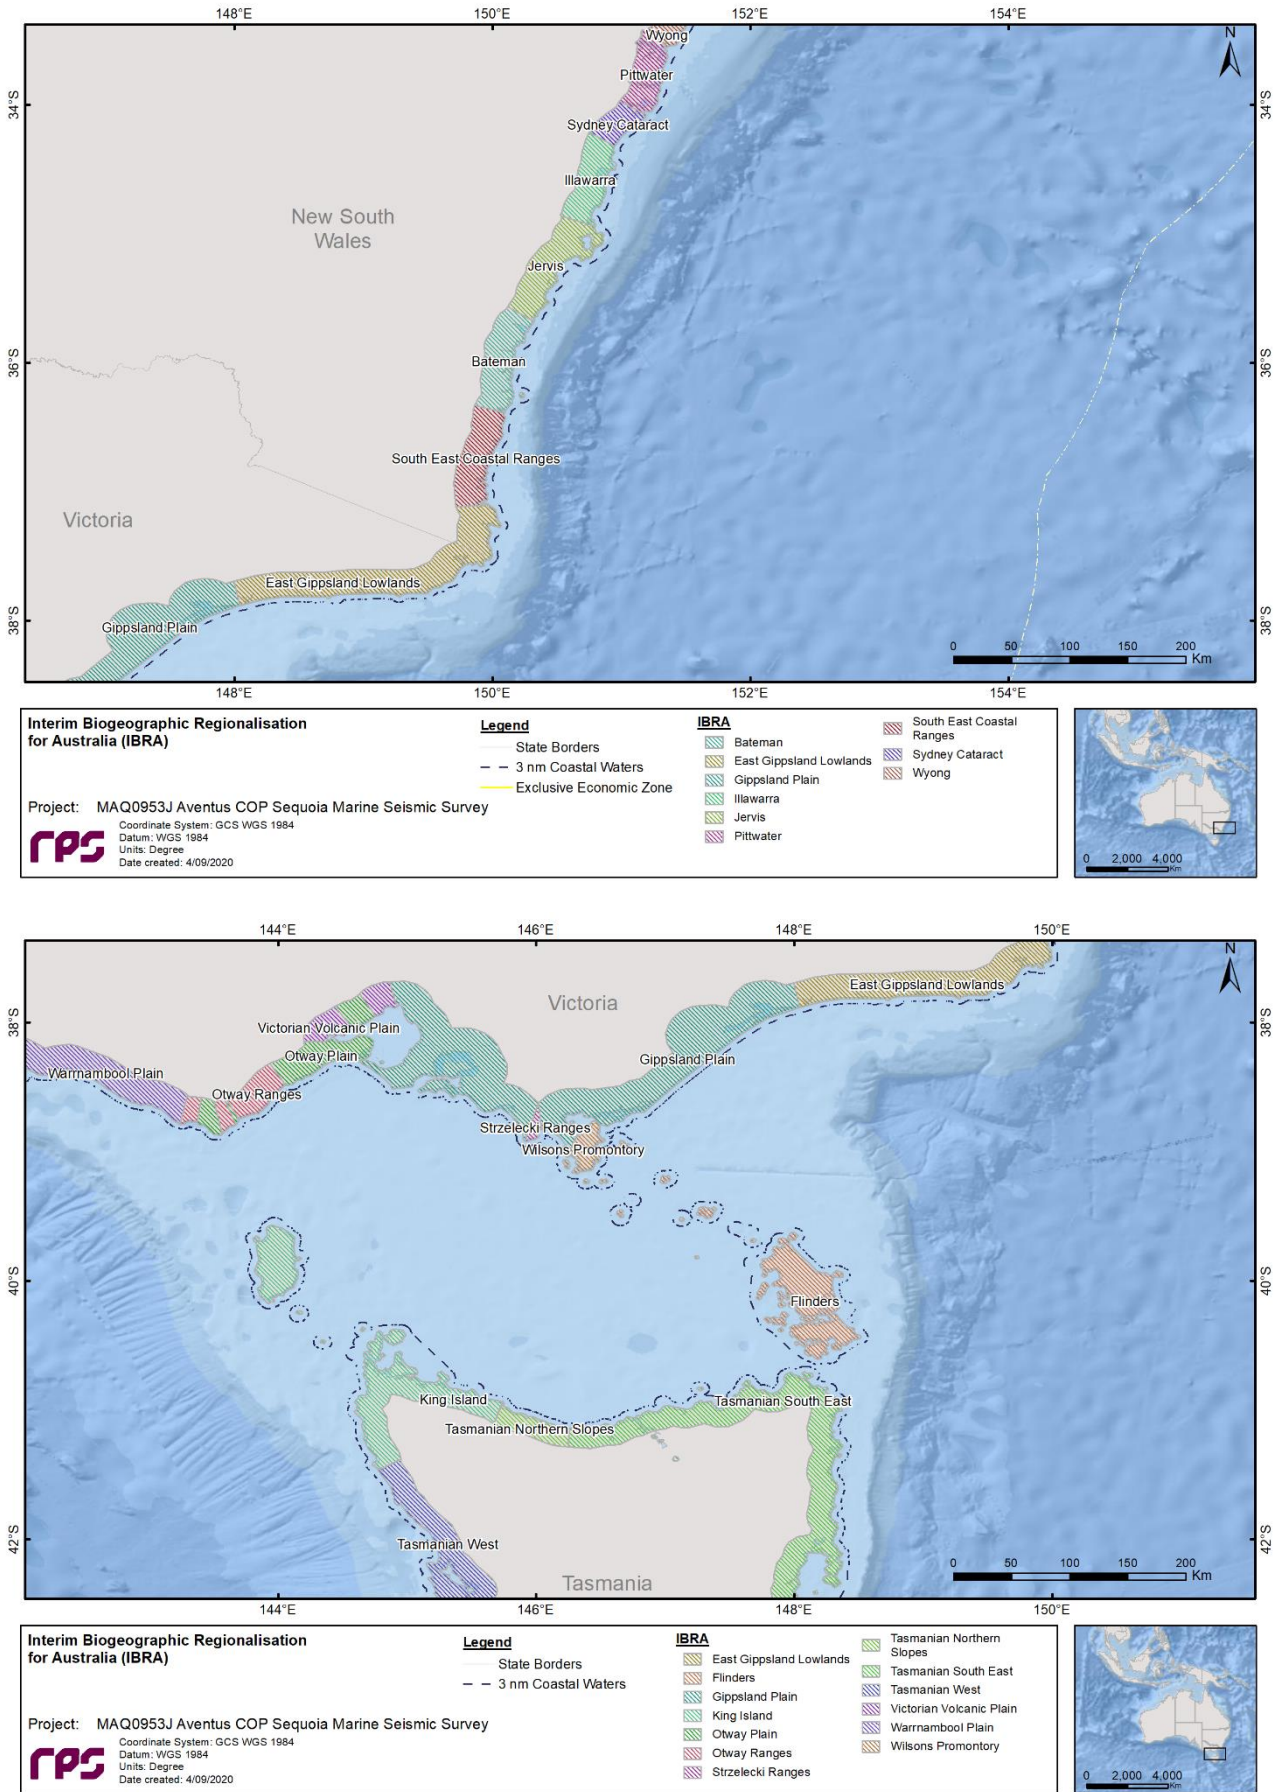 148°E 150°E 152°E 154°E
N
Wyong
Pittwater
34°S 34°S
Sydney Cataract
Illawarra
New South
Wales
Jervis
36°S 36°S
Bateman
South East Coastal Ranges
Victoria
East Gippsland Lowlands
38°S 38°S
Gippsland Plain
0 50 100 150 200
Km
148°E 150°E 152°E 154°E
Interim Biogeographic Regionalisation
for Australia (IBRA)
Project: MAQ0953J Aventus COP Sequoia Marine Seismic Survey
rps
Coordinate System: GCS WGS 1984
Datum: WGS 1984
Units: Degree
Date created: 4/09/2020
Legend
State Borders
3 nm Coastal Waters
Exclusive Economic Zone
IBRA
Bateman
East Gippsland Lowlands
Gippsland Plain
Illawarra
Jervis
Pittwater
South East Coastal
Ranges
Sydney Cataract
Wyong
0 2,000 4,000
Km
144°E 146°E 148°E 150°E
N
East Gippsland Lowlands
Victoria
38°S 38°S
Victorian Volcanic Plain
Otway Plain
Gippsland Plain
Warrnambool Plain
Otway Ranges
Strzelecki Ranges
Wilsons Promontory
40°S 40°S
Flinders
King Island
Tasmanian South East
Tasmanian Northern Slopes
42°S 42°S
Tasmanian West
Tasmania
0 50 100 150 200
Km
144°E 146°E 148°E 150°E
Interim Biogeographic Regionalisation
for Australia (IBRA)
Project: MAQ0953J Aventus COP Sequoia Marine Seismic Survey
rps
Coordinate System: GCS WGS 1984
Datum: WGS 1984
Units: Degree
Date created: 4/09/2020
Legend
State Borders
3 nm Coastal Waters
IBRA
East Gippsland Lowlands
Flinders
Gippsland Plain
King Island
Otway Plain
Otway Ranges
Strzelecki Ranges
Tasmanian Northern
Slopes
Tasmanian South East
Tasmanian West
Victorian Volcanic Plain
Warrnambool Plain
Wilsons Promontory
0 2,000 4,000
Km